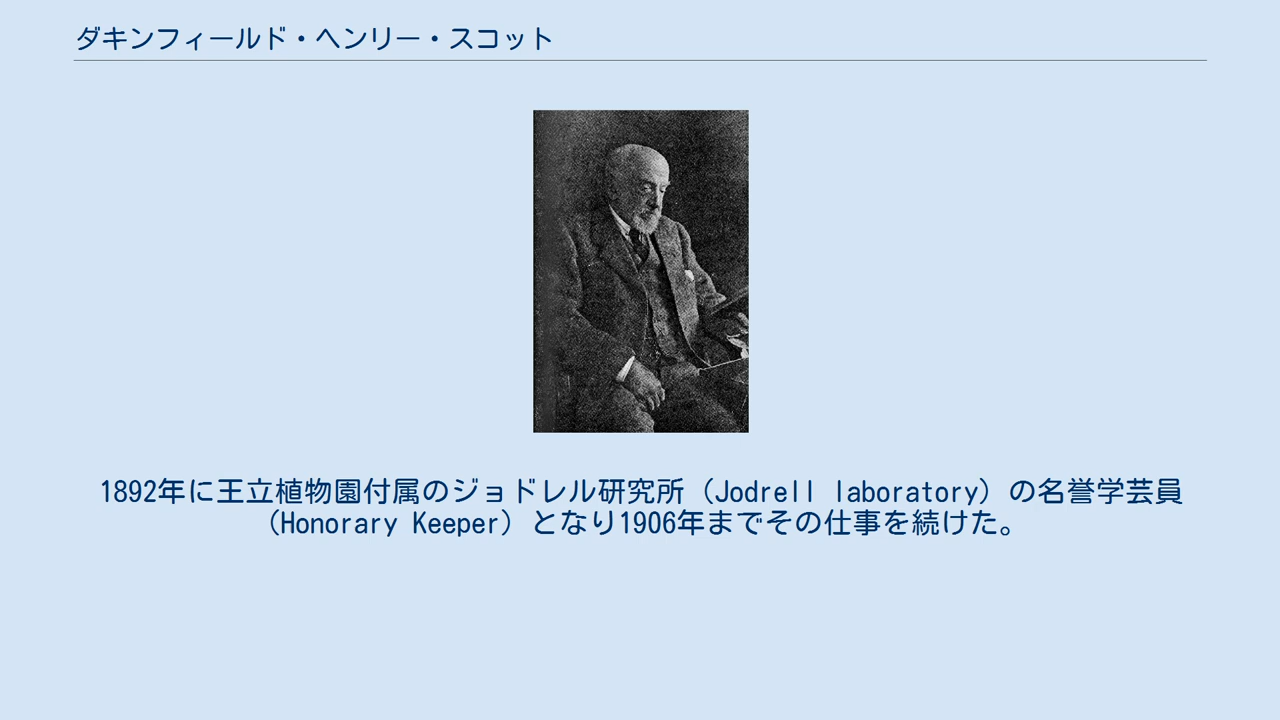 ダキンフィールド・ヘンリー・スコット
1892年に王立植物園付属のジョドレル研究所（Jodrell laboratory）の名誉学芸員
（Honorary Keeper）となり1906年までその仕事を続けた。